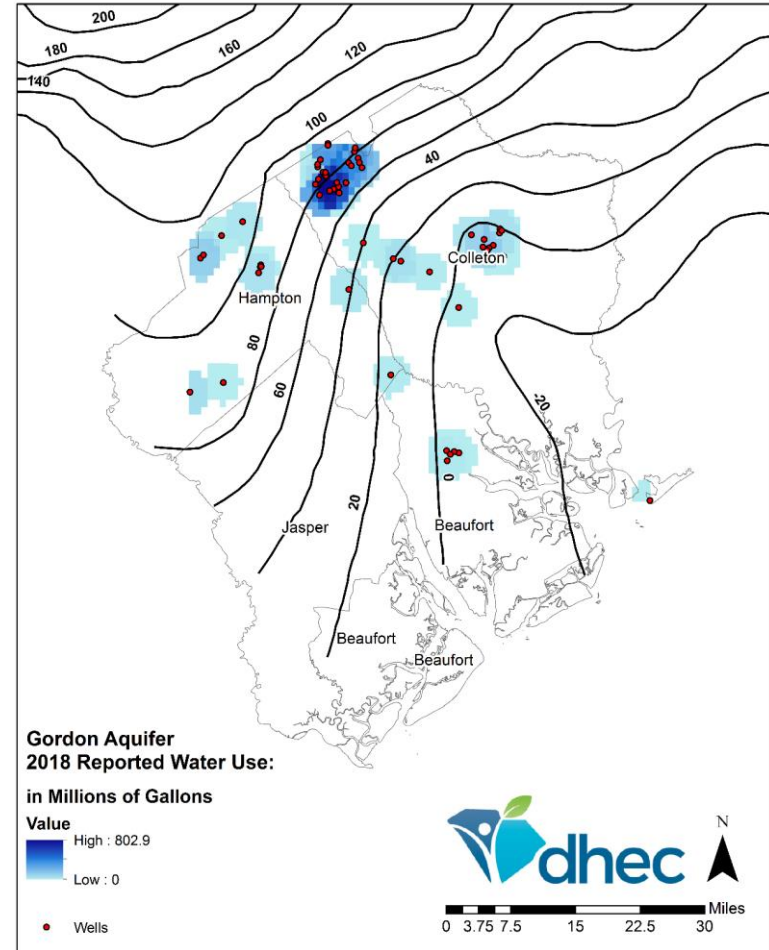 200
180
160
140
120
100
40
Colleton
Hampton
80
60
-20
20
0
Jasper
Beaufort
Beaufort
Beaufort
Gordon Aquifer
2018 Reported Water Use:
in Millions of Gallons
Value
High : 802.9
Low : 0
Wells
dhec
N
Miles
0 3.75 7.5 15 22.5 30